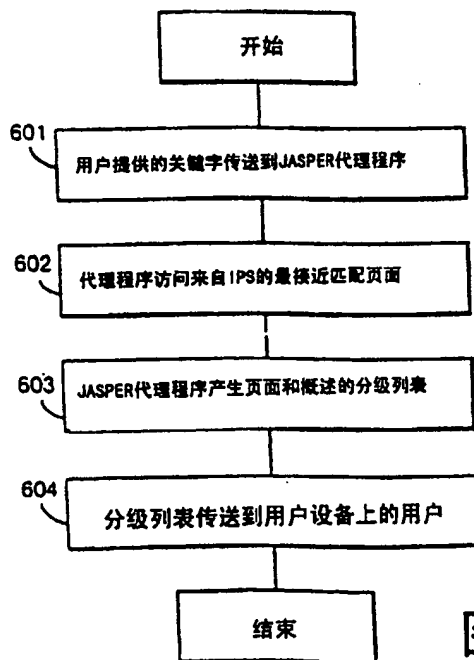 开始
601
用户提供的关键字传送到JASPER代理程序
602
代理程序访问来自IPS的最接近匹配页面
603
JASPER代理程序产生页面和概述的分级列表
604
分级列表传送到用户设备上的用户
结束